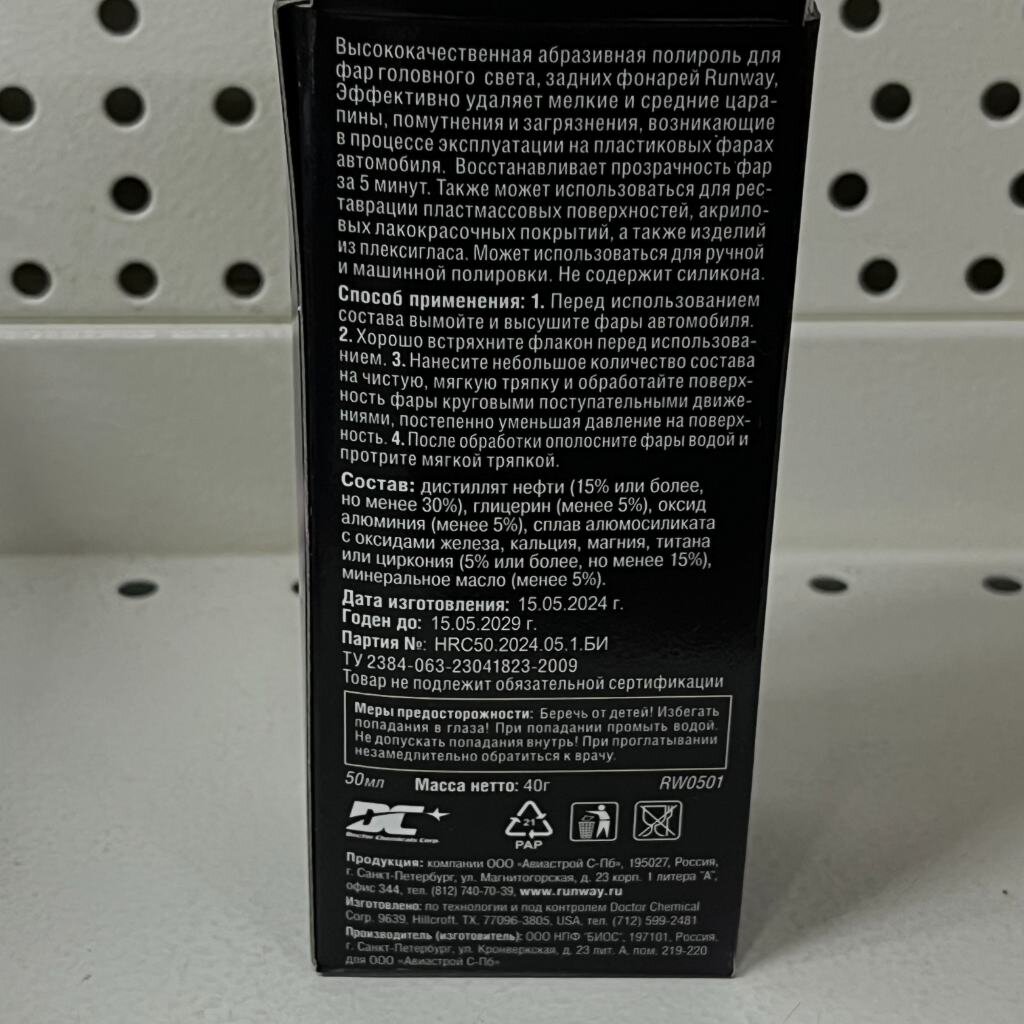 Высококачественная абразивная полироль для
фар головного света, задних фонарей Runway,
Эффективно удаляет мелкие и средние цара-
пины, помутнения и загрязнения, возникающие
в процессе эксплуатации на пластиковых фарах
автомобиля. Восстанавливает прозрачность фар
за 5 минут. Также может использоваться для рес-
таврации пластмассовых поверхностей, акрило-
вых лакокрасочных покрытий, а также изделий
из плексигласа. Может использоваться для ручной
и машинной полировки. Не содержит силикона.
Способ применения: 1. Перед использованием
состава вымойте и высушите фары автомобиля.
2. Хорошо встряхните флакон перед использова-
нием. 3. Нанесите небольшое количество состава
на чистую, мягкую тряпку и обработайте поверх-
ность фары круговыми поступательными движе-
ниями, постепенно уменьшая давление на поверх-
ность. 4. После обработки ополосните фары водой и
протрите мягкой тряпкой.
Состав: дистиллят нефти (15% или более,
но менее 30%), глицерин (менее 5%), оксид
алюминия (менее 5%), сплав алюмосиликата
с оксидами железа, кальция, магния, титана
или циркония (5% или более, но менее 15%),
минеральное масло (менее 5%).
Дата изготовления: 15.05.2024 г.
Годен до: 15.05.2029 г.
Партия №: HRC50.2024.05.1.БИ
ТУ 2384-063-23041823-2009
Товар не подлежит обязательной сертификации
Меры предосторожности: Беречь от детей! Избегать
попадания в глаза! При попадании промыть водой.
Не допускать попадания внутрь! При проглатывании
незамедлительно обратиться к врачу.
50мл Масса нетто: 40г RW0501
DC
Doctor Chemicals Corp.
21
PAP
Продукция: компании ООО «Авиастрой С-Пб», 195027, Россия,
г. Санкт-Петербург, ул. Магнитогорская, д. 23 корп. 1 литера "А",
офис 344, тел. (812) 740-70-39, www.runway.ru
Изготовлено: по технологии и под контролем Doctor Chemical
Corp. 9639, Hillcroft, TX, 77096-3805, USA, тел. (712) 599-2481
Производитель (изготовитель): ООО НПФ "БИОС", 197101, Россия,
г. Санкт-Петербург, ул. Кронверкская, д. 23 лит. А, пом. 219-220
для ООО «Авиастрой С-Пб»